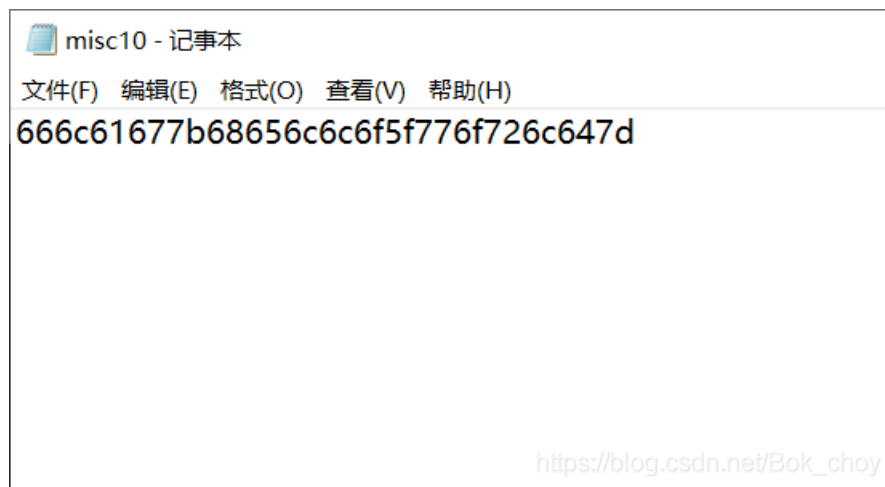 misc10 - 记事本
文件(F) 编辑(E) 格式(O) 查看(V) 帮助(H)
666c61677b68656c6c6f5f776f726c647d
https://blog.csdn.net/Bok_choy